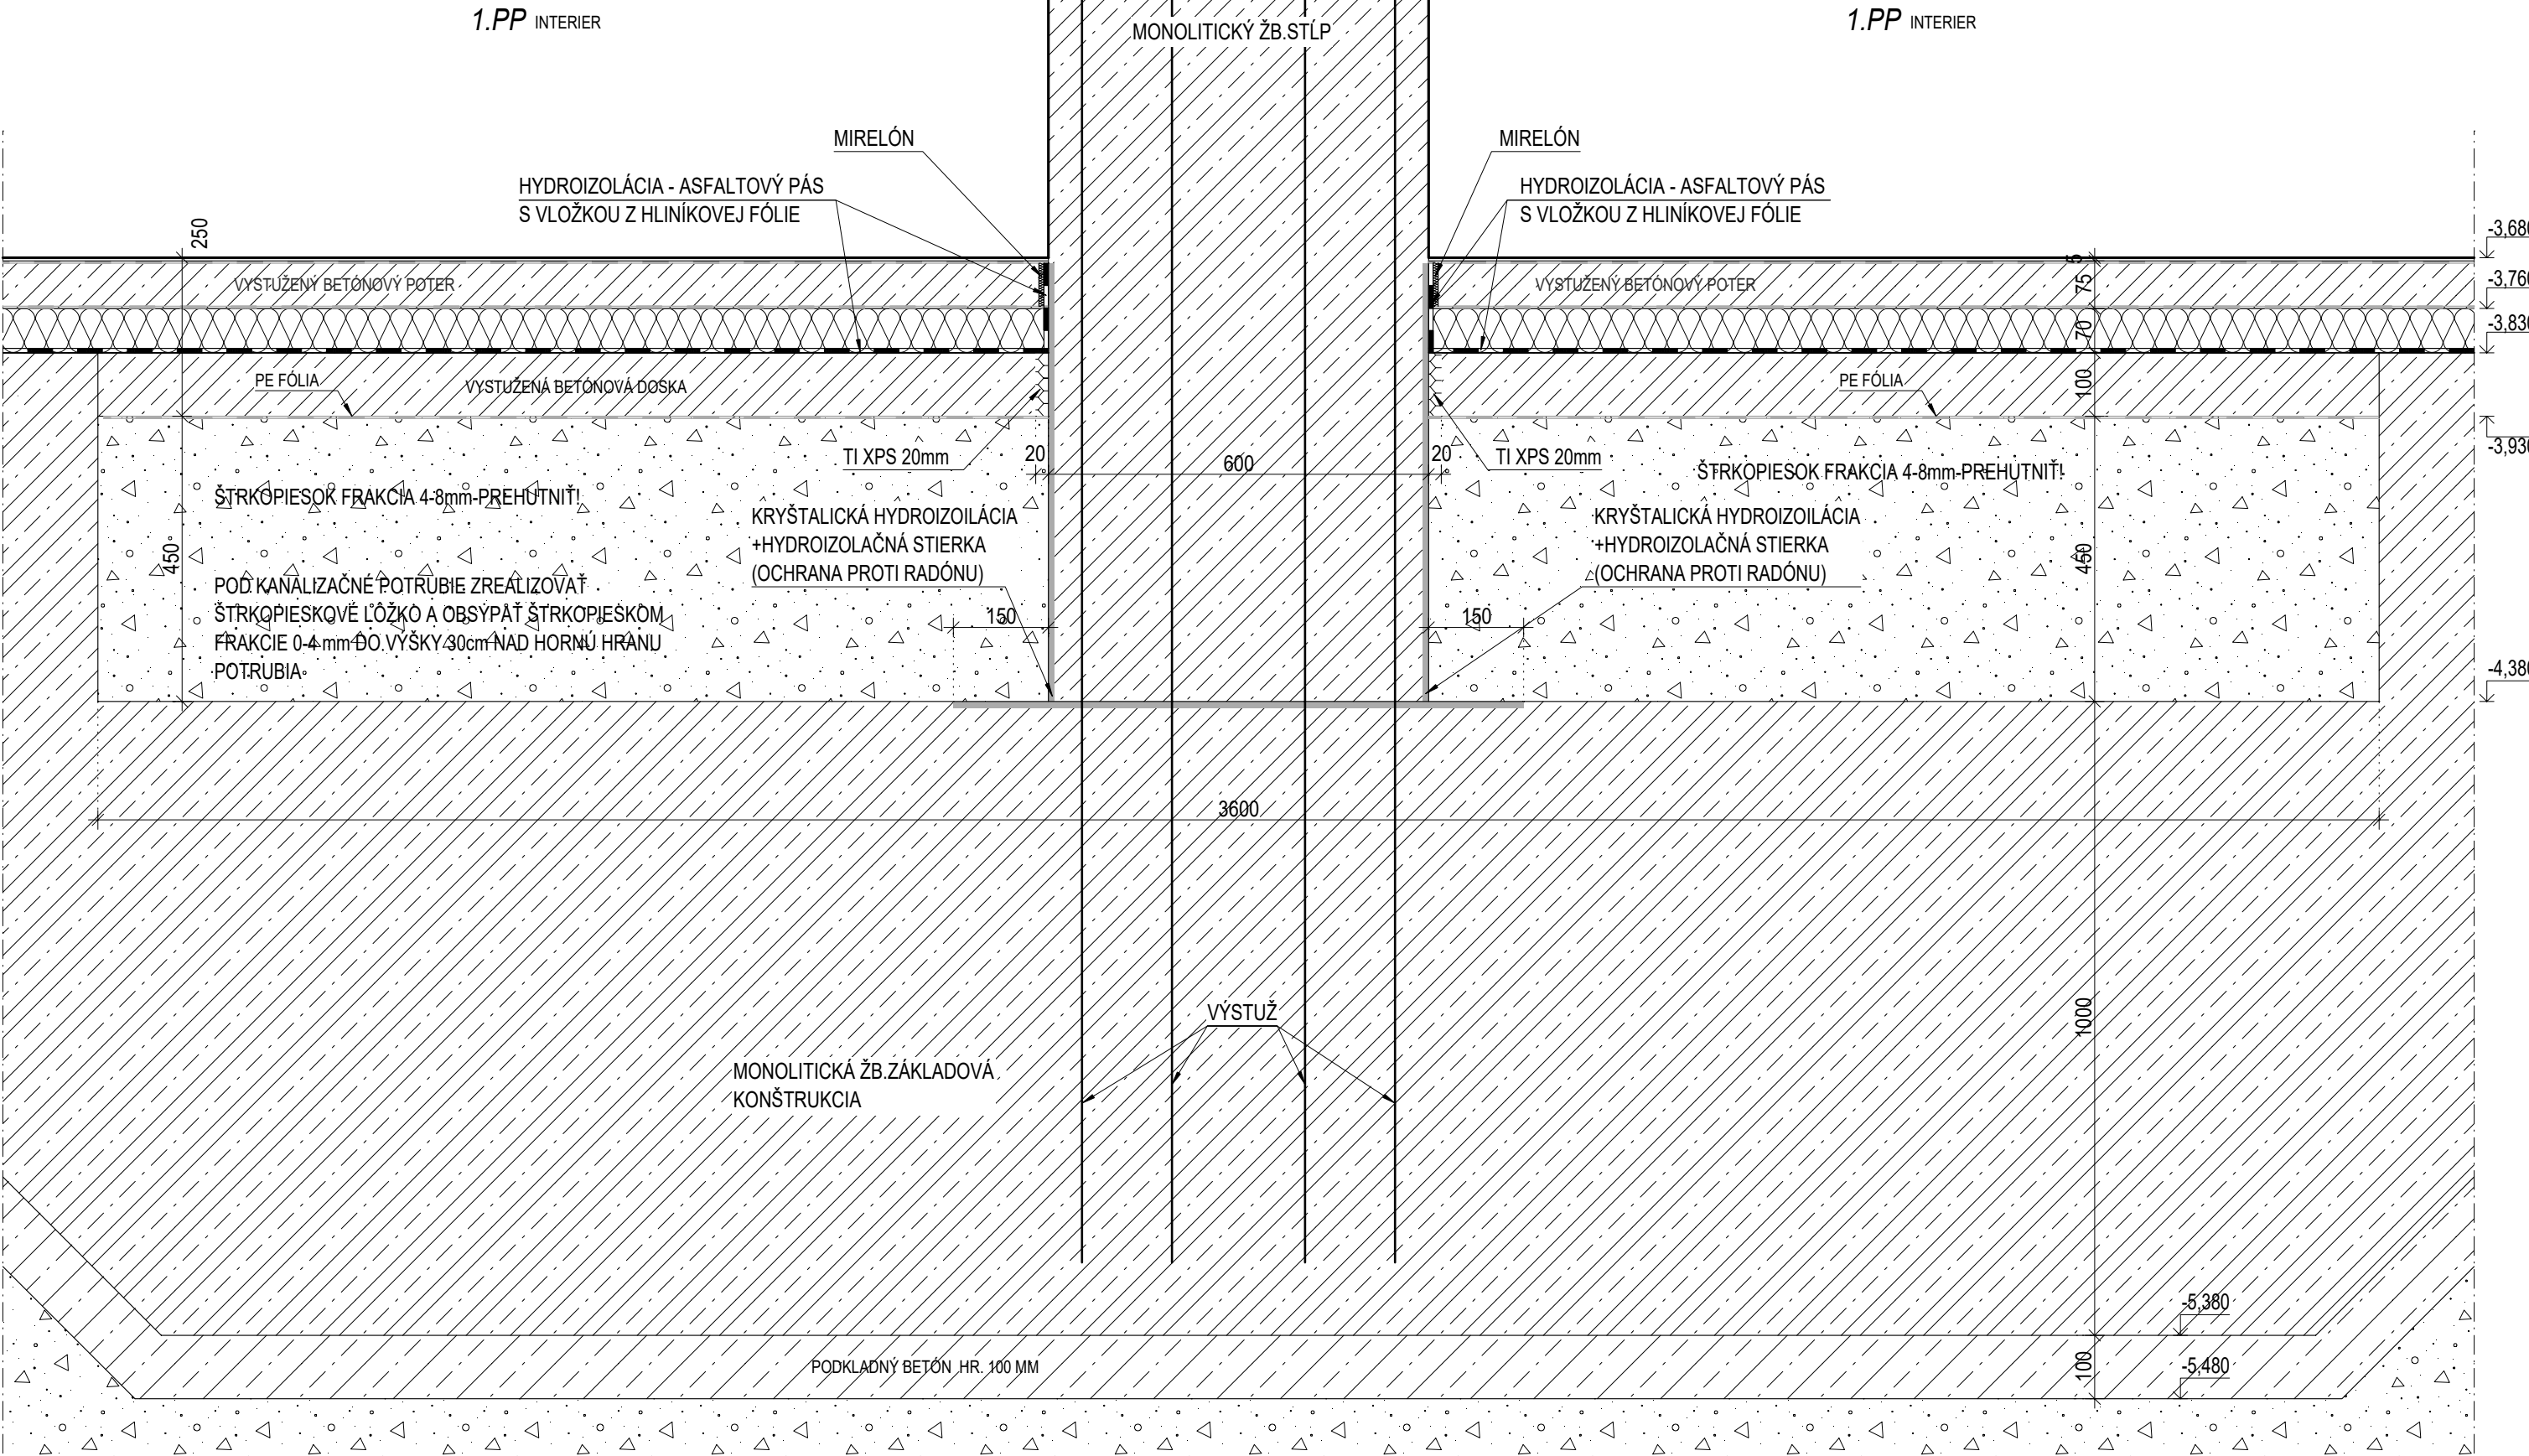 1.PP INTERIER
MONOLITICKÝ ŽB.STĹP
1.PP INTERIER
MIRELÓN
MIRELÓN
HYDROIZOLÁCIA - ASFALTOVÝ PÁS
S VLOŽKOU Z HLINÍKOVEJ FÓLIE
HYDROIZOLÁCIA - ASFALTOVÝ PÁS
S VLOŽKOU Z HLINÍKOVEJ FÓLIE
250
-3,680
5
VYSTUŽENÝ BETÓNOVÝ POTER
VYSTUŽENÝ BETÓNOVÝ POTER
75
-3,760
70
-3,830
PE FÓLIA
VYSTUŽENÁ BETÓNOVÁ DOSKA
PE FÓLIA
100
-3,930
TI XPS 20mm
20
600
20
TI XPS 20mm
ŠTRKOPIESOK FRAKCIA 4-8mm-PREHUTNIŤ!
ŠTRKOPIESOK FRAKCIA 4-8mm-PREHUTNIŤ!
KRYŠTALICKÁ HYDROIZOILÁCIA
+HYDROIZOLAČNÁ STIERKA
(OCHRANA PROTI RADÓNU)
KRYŠTALICKÁ HYDROIZOILÁCIA
+HYDROIZOLAČNÁ STIERKA
(OCHRANA PROTI RADÓNU)
450
450
POD KANALIZAČNÉ POTRUBIE ZREALIZOVAŤ
ŠTRKOPIESKOVÉ LÔŽKO A OBSYPAŤ ŠTRKOPIESKOM
FRAKCIE 0-4 mm DO VÝŠKY 30cm NAD HORNÚ HRANU
POTRUBIA
150
150
-4,380
3600
VÝSTUŽ
1000
MONOLITICKÁ ŽB.ZÁKLADOVÁ
KONŠTRUKCIA
-5,380
PODKLADNÝ BETÓN HR. 100 MM
100
-5,480